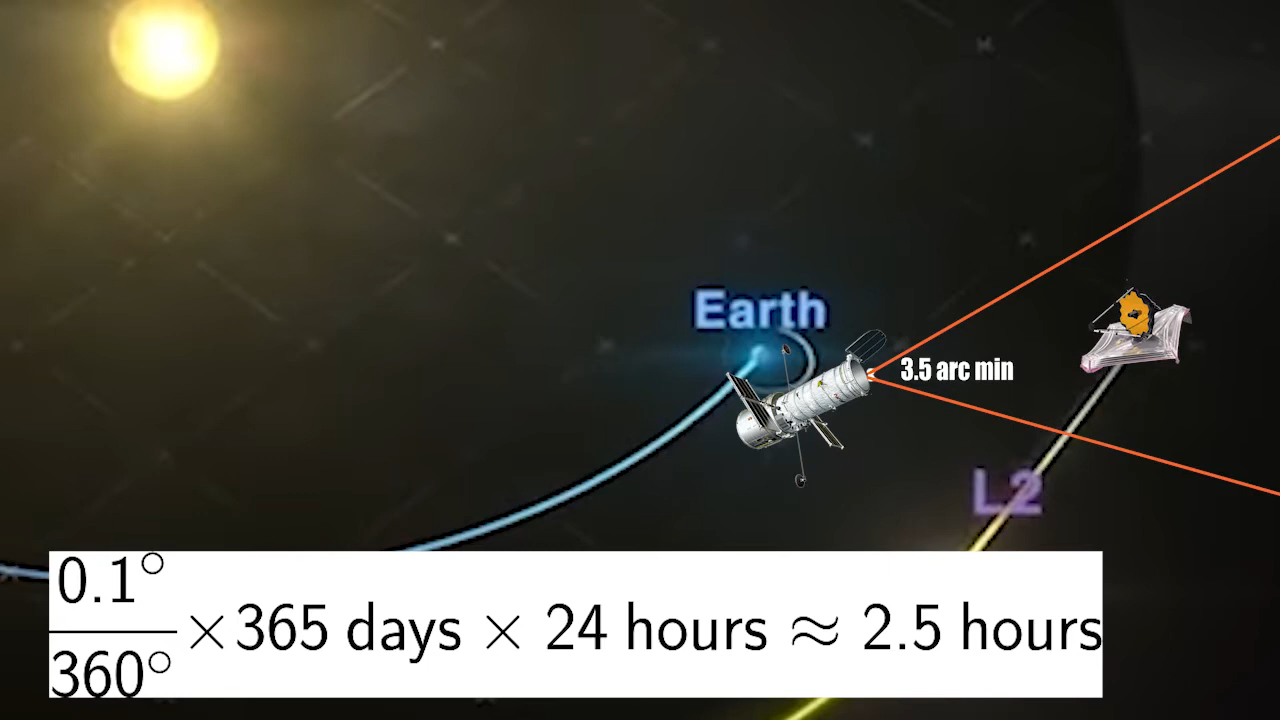 Earth
3.5 arc min
L2
0.1°/360° × 365 days × 24 hours ≈ 2.5 hours